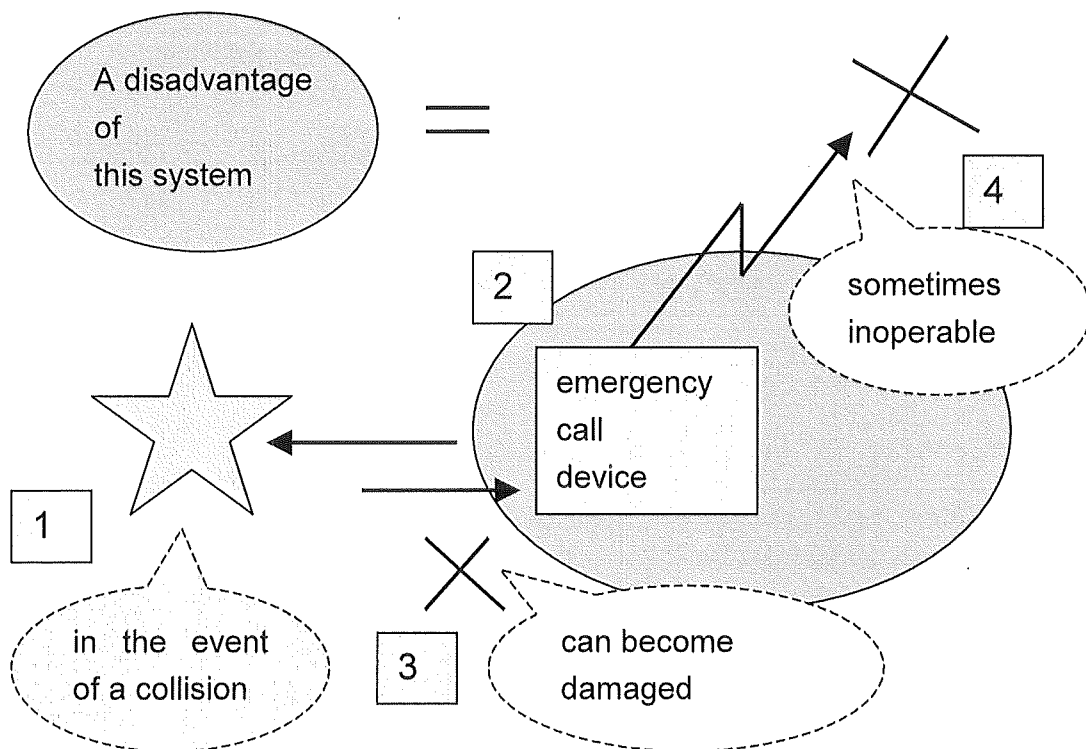 A disadvantage
of
this system
4
2
sometimes
inoperable
emergency
call
device
1
in the event
of a collision
3
can become
damaged